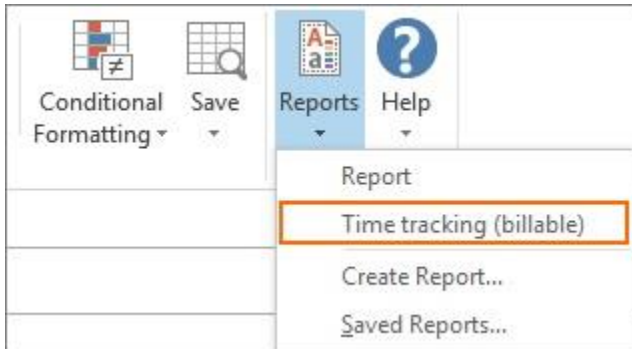 Conditional
Formatting
Save
Reports
Help
Report
Time tracking (billable)
Create Report...
Saved Reports...